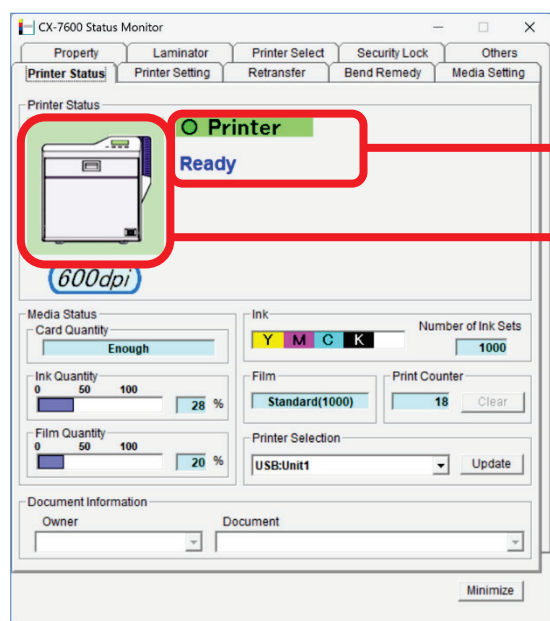 CX-7600 Status Monitor
Property Laminator Printer Select Security Lock Others
Printer Status Printer Setting Retransfer Bend Remedy Media Setting
Printer Status
Printer
Ready
600dpi
Media Status
Card Quantity
Enough
Ink
Y M C K
Number of Ink Sets
1000
Ink Quantity
0 50 100
28 %
Film
Standard(1000)
Print Counter
18 Clear
Film Quantity
0 50 100
20 %
Printer Selection
USB:Unit1 Update
Document Information
Owner Document
Minimize